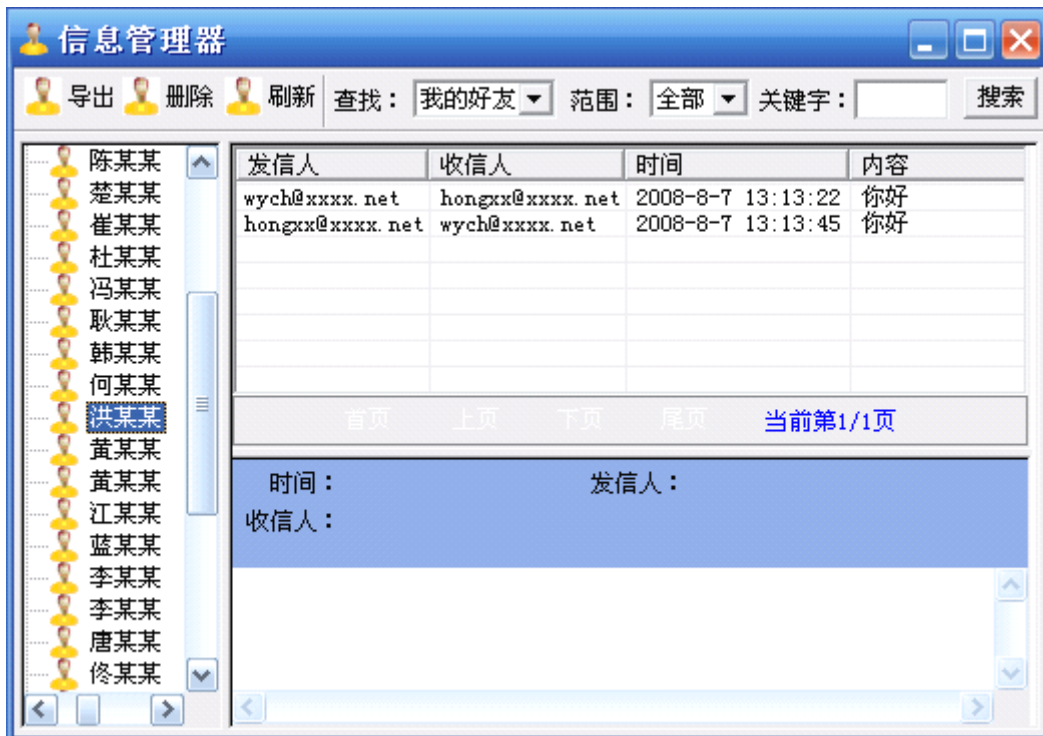 信息管理器
导出 删除 刷新 查找： 我的好友 范围： 全部 关键字： 搜索
陈某某
楚某某
崔某某
杜某某
冯某某
耿某某
韩某某
何某某
洪某某
黄某某
黄某某
江某某
蓝某某
李某某
李某某
唐某某
佟某某
发信人 收信人 时间 内容
wych@xxxx.net hongxx@xxxx.net 2008-8-7 13:13:22 你好
hongxx@xxxx.net wych@xxxx.net 2008-8-7 13:13:45 你好
首页 上页 下页 尾页 当前第1/1页
时间： 发信人：
收信人：